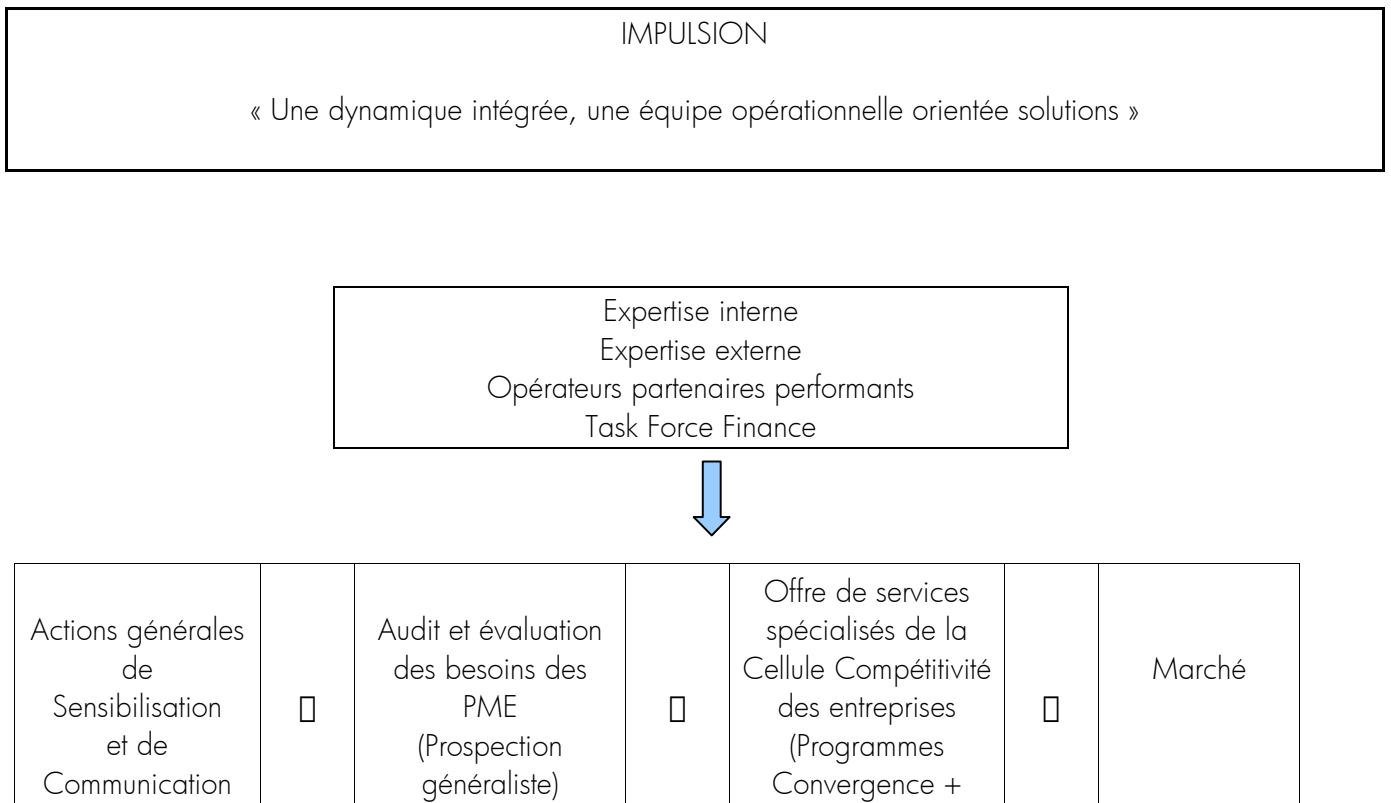 IMPULSION
« Une dynamique intégrée, une équipe opérationnelle orientée solutions »
Expertise interne
Expertise externe
Opérateurs partenaires performants
Task Force Finance
Actions générales
de
Sensibilisation
et de
Communication
Audit et évaluation
des besoins des
PME
(Prospection
généraliste)
Offre de services
spécialisés de la
Cellule Compétitivité
des entreprises
(Programmes
Convergence +
Marché